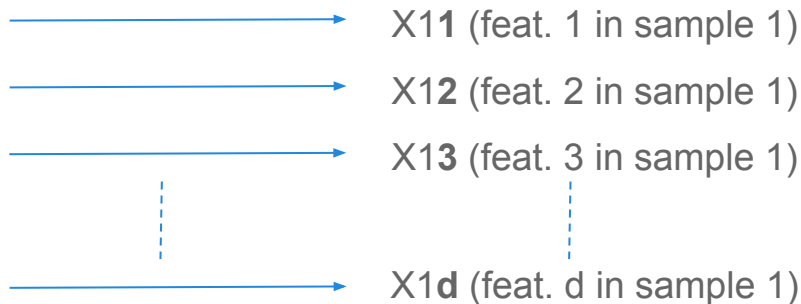 X11 (feat. 1 in sample 1)
X12 (feat. 2 in sample 1)
X13 (feat. 3 in sample 1)
X1d (feat. d in sample 1)